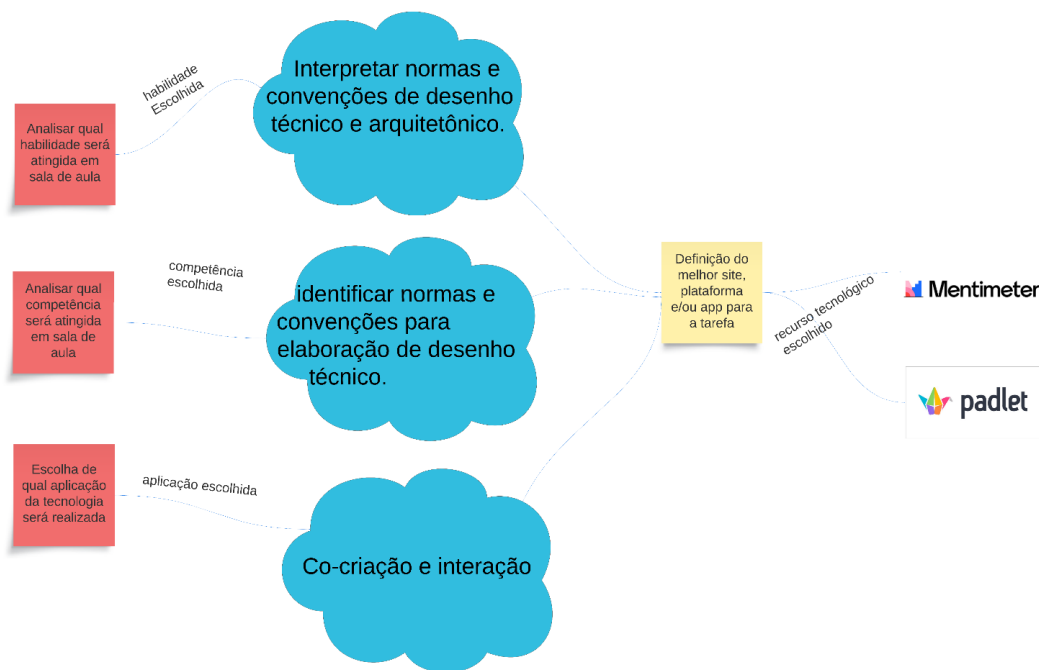 Analisar qual
habilidade será
atingida em
sala de aula
habilidade
Escolhida
Interpretar normas e
convenções de desenho
técnico e arquitetônico.
Analisar qual
competência
será atingida
em sala de
aula
competência
escolhida
identificar normas e
convenções para
elaboração de desenho
técnico.
Escolha de
qual aplicação
da tecnologia
será realizada
aplicação escolhida
Co-criação e interação
Definição do
melhor site,
plataforma
e/ou app para
a tarefa
recurso tecnológico
escolhido
Mentimeter
padlet